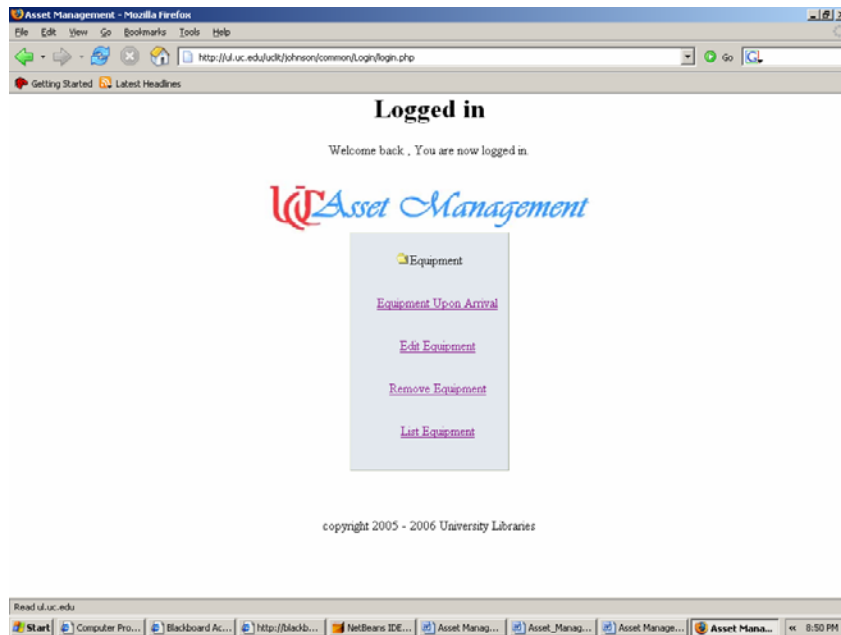 Asset Management - Mozilla Firefox
File Edit View Go Bookmarks Tools Help
http://ul.uc.edu/uclit/johnson/common/Login/login.php Go
Getting Started Latest Headlines
Logged in
Welcome back , You are now logged in.
Asset Management
Equipment
Equipment Upon Arrival
Edit Equipment
Remove Equipment
List Equipment
copyright 2005 - 2006 University Libraries
Read ul.uc.edu
Start Computer Pro... Blackboard Ac... http://blackb... NetBeans IDE... Asset Manag... Asset_Manag... Asset Manage... Asset Mana... « 8:50 PM